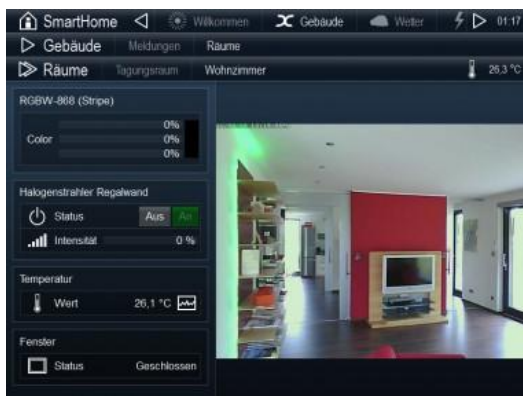 SmartHome Willkommen Gebäude Wetter 01:17
Gebäude Meldungen Räume
Räume Tagungsraum Wohnzimmer 26,3 °C
RGBW-868 (Stripe)
0%
Color 0%
0%
Halogenstrahler Regalwand
Status Aus An
Intensität 0 %
Temperatur
Wert 26,1 °C
Fenster
Status Geschlossen